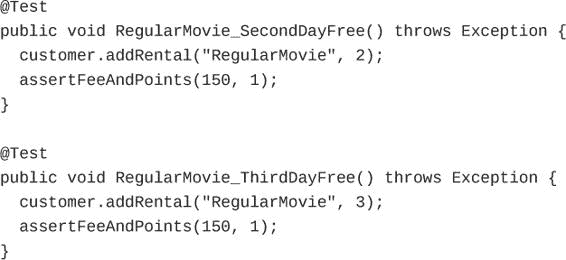 @Test
public void RegularMovie_SecondDayFree() throws Exception {
  customer.addRental("RegularMovie", 2);
  assertFeeAndPoints(150, 1);
}

@Test
public void RegularMovie_ThirdDayFree() throws Exception {
  customer.addRental("RegularMovie", 3);
  assertFeeAndPoints(150, 1);
}